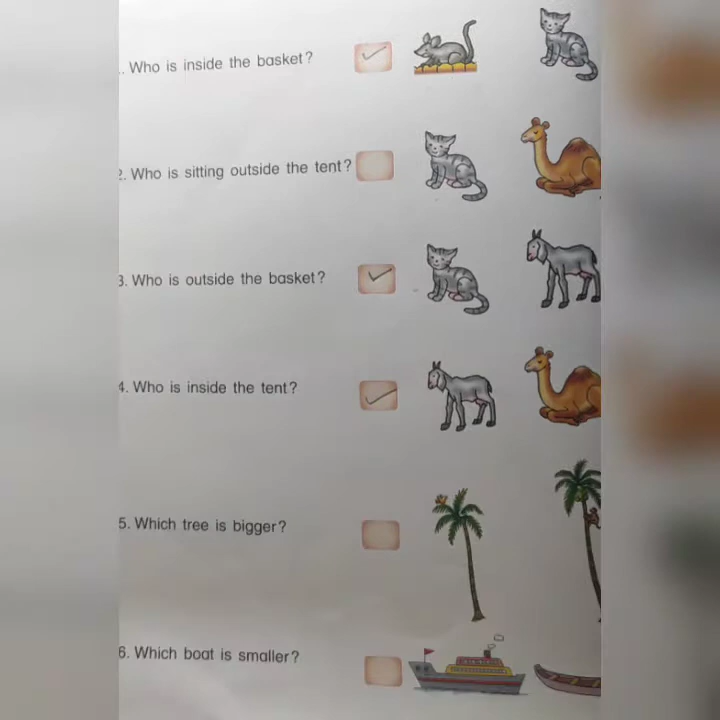 . Who is inside the basket?
2. Who is sitting outside the tent?
3. Who is outside the basket?
4. Who is inside the tent?
5. Which tree is bigger?
6. Which boat is smaller?